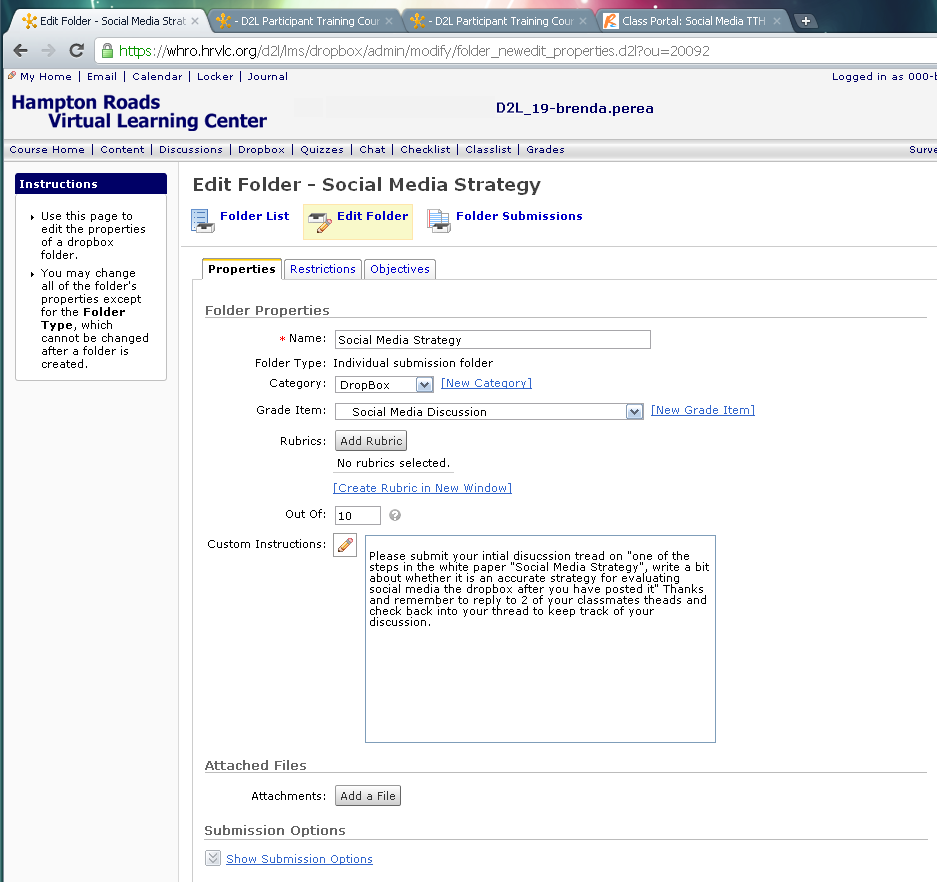 Edit Folder - Social Media Strat
- D2L Participant Training Cour
- D2L Participant Training Cour
Class Portal: Social Media TTH
https://whro.hrvlc.org/d2l/lms/dropbox/admin/modify/folder_newedit_properties.d2l?ou=20092
My Home | Email | Calendar | Locker | Journal
Logged in as 000-b
Hampton Roads
Virtual Learning Center
D2L_19-brenda.perea
Course Home | Content | Discussions | Dropbox | Quizzes | Chat | Checklist | Classlist | Grades
Surve
Instructions
Use this page to
edit the properties
of a dropbox
folder.
You may change
all of the folder's
properties except
for the Folder
Type, which
cannot be changed
after a folder is
created.
Edit Folder - Social Media Strategy
Folder List
Edit Folder
Folder Submissions
Properties
Restrictions
Objectives
Folder Properties
* Name: Social Media Strategy
Folder Type: Individual submission folder
Category: DropBox [New Category]
Grade Item: Social Media Discussion [New Grade Item]
Rubrics: Add Rubric
No rubrics selected.
[Create Rubric in New Window]
Out Of: 10 ?
Custom Instructions:
Please submit your intial disucssion tread on "one of the
steps in the white paper "Social Media Strategy", write a bit
about whether it is an accurate strategy for evaluating
social media the dropbox after you have posted it" Thanks
and remember to reply to 2 of your classmates theads and
check back into your thread to keep track of your
discussion.
Attached Files
Attachments: Add a File
Submission Options
Show Submission Options